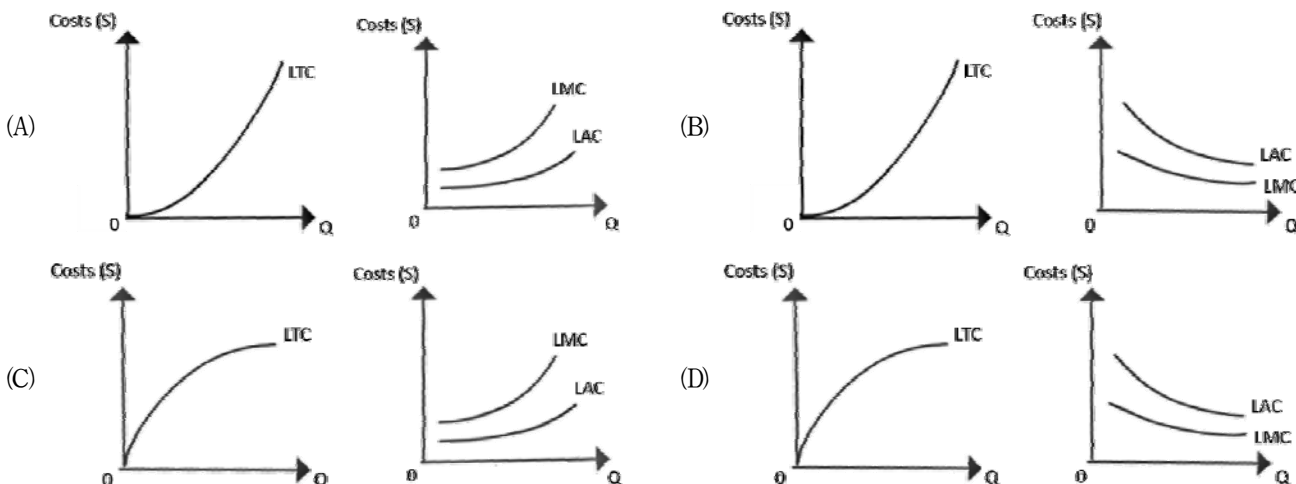 Costs (S) Costs (S) Costs (S) Costs (S)
LTC LTC
LMC
(A) LAC (B) LAC
LMC
0 Q 0 Q 0 Q 0 Q
Costs (S) Costs (S) Costs (S) Costs (S)
LTC LMC LTC
(C) LAC (D) LAC
LMC
0 Q 0 Q 0 Q 0 Q